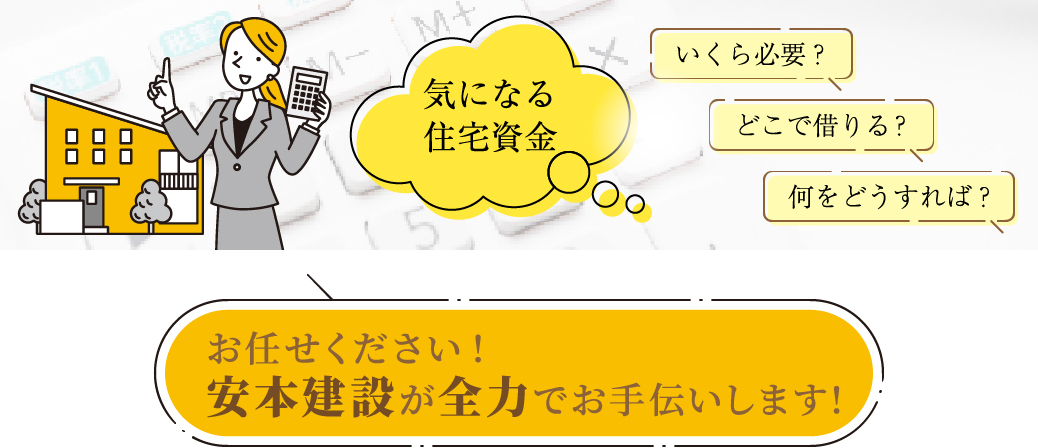 気になる
住宅資金
いくら必要？
どこで借りる？
何をどうすれば？
M+
M-
×
5
お任せください！
安本建設が全力でお手伝いします！